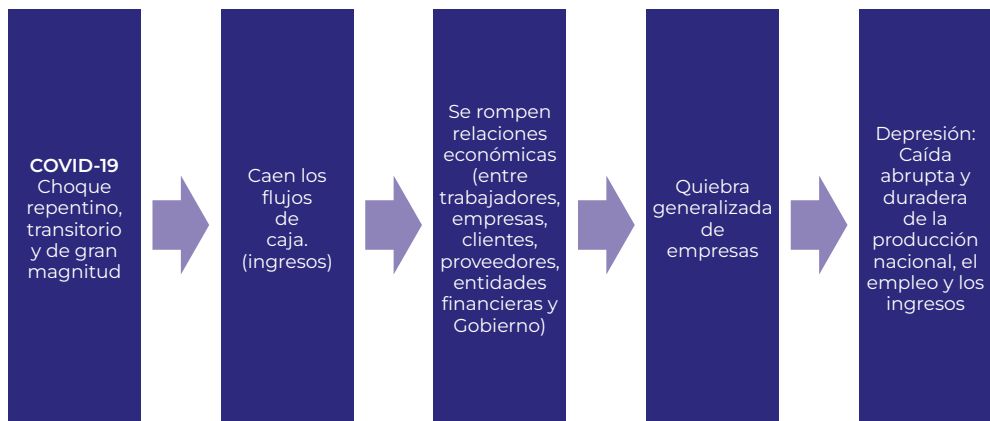 COVID-19
Choque
repentino,
transitorio
y de gran
magnitud
Caen los
flujos
de
caja.
(ingresos)
Se rompen
relaciones
económicas
(entre
trabajadores,
empresas,
clientes,
proveedores,
entidades
financieras y
Gobierno)
Quiebra
generalizada
de
empresas
Depresión:
Caída
abrupta y
duradera
de la
producción
nacional, el
empleo y los
ingresos